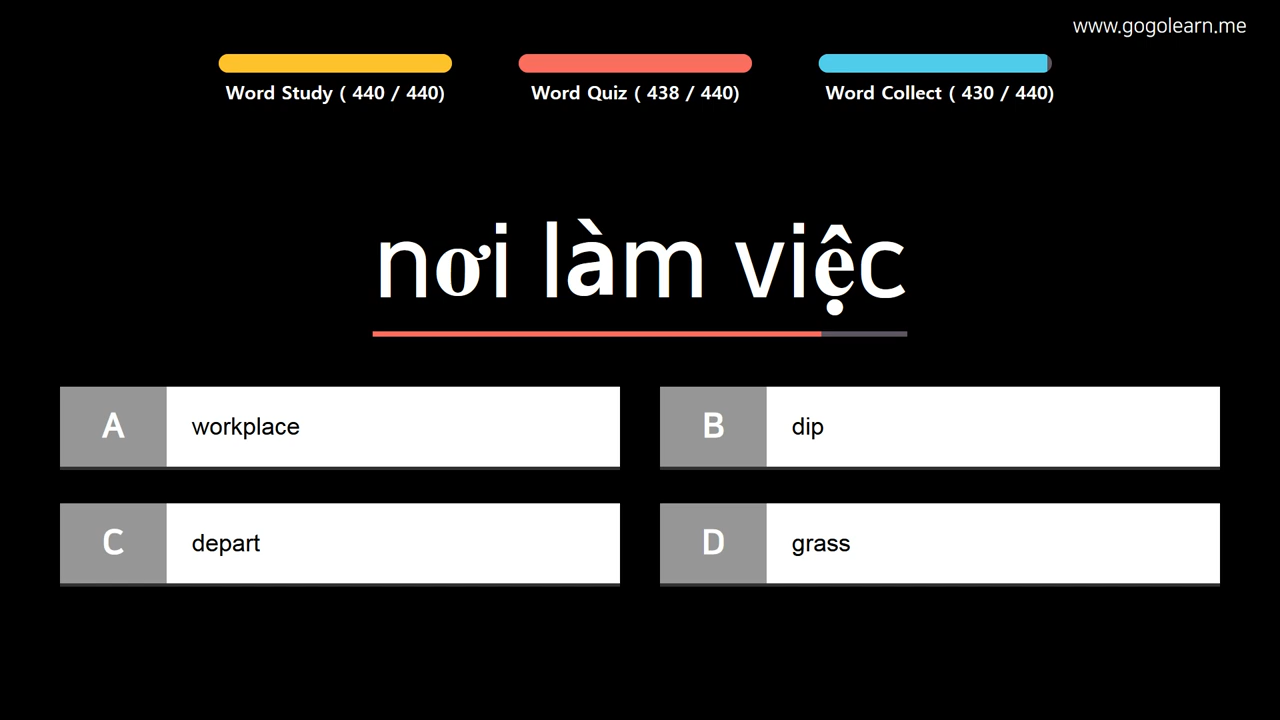 www.gogolearn.me
Word Study ( 440 / 440)
Word Quiz ( 438 / 440)
Word Collect ( 430 / 440)
nơi làm việc
A workplace
B dip
C depart
D grass